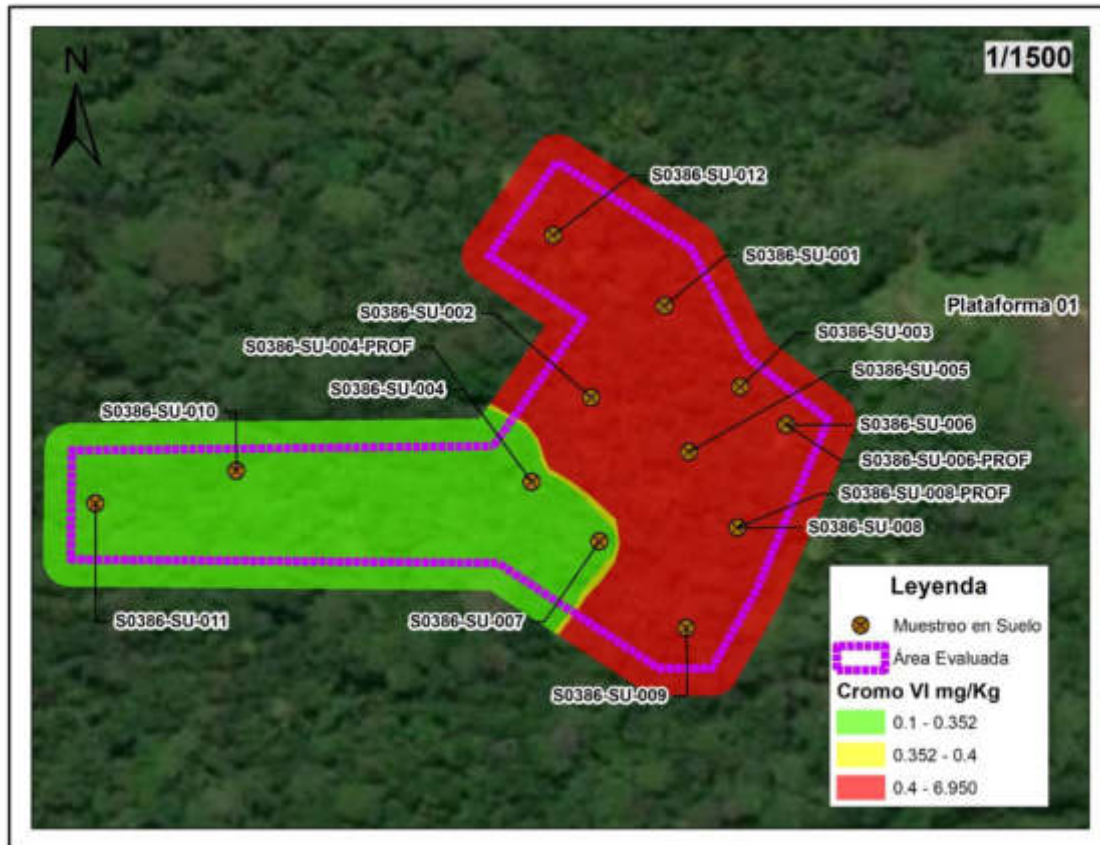 1/1500
N
S0386-SU-012
S0386-SU-001
Plataforma 01
S0386-SU-002
S0386-SU-003
S0386-SU-004-PROF
S0386-SU-005
S0386-SU-004
S0386-SU-010
S0386-SU-006
S0386-SU-006-PROF
S0386-SU-008-PROF
S0386-SU-008
S0386-SU-011
S0386-SU-007
S0386-SU-009
Leyenda
Muestreo en Suelo
Área Evaluada
Cromo VI mg/Kg
0.1 - 0.352
0.352 - 0.4
0.4 - 6.950